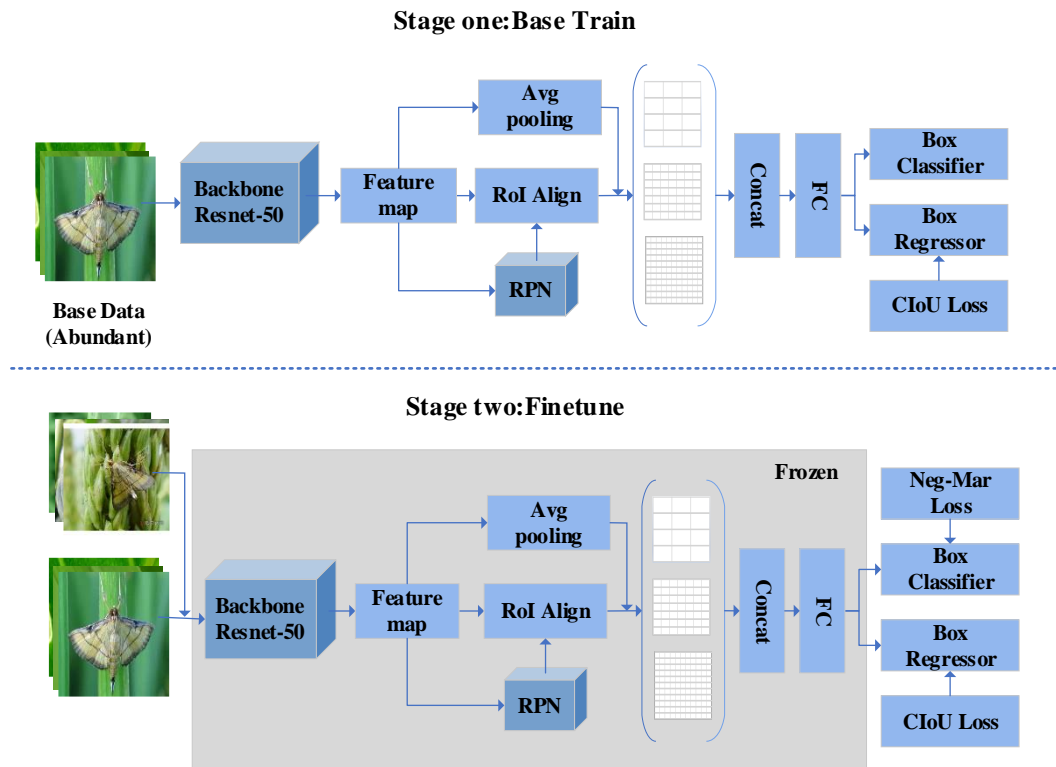 Stage one:Base Train
Avg
pooling
Backbone
Resnet-50
Feature
map
RoI Align
RPN
Concat
FC
Box
Classifier
Box
Regressor
CIoU Loss
Base Data
(Abundant)
Stage two:Finetune
Frozen
Avg
pooling
Backbone
Resnet-50
Feature
map
RoI Align
RPN
Concat
FC
Neg-Mar
Loss
Box
Classifier
Box
Regressor
CIoU Loss